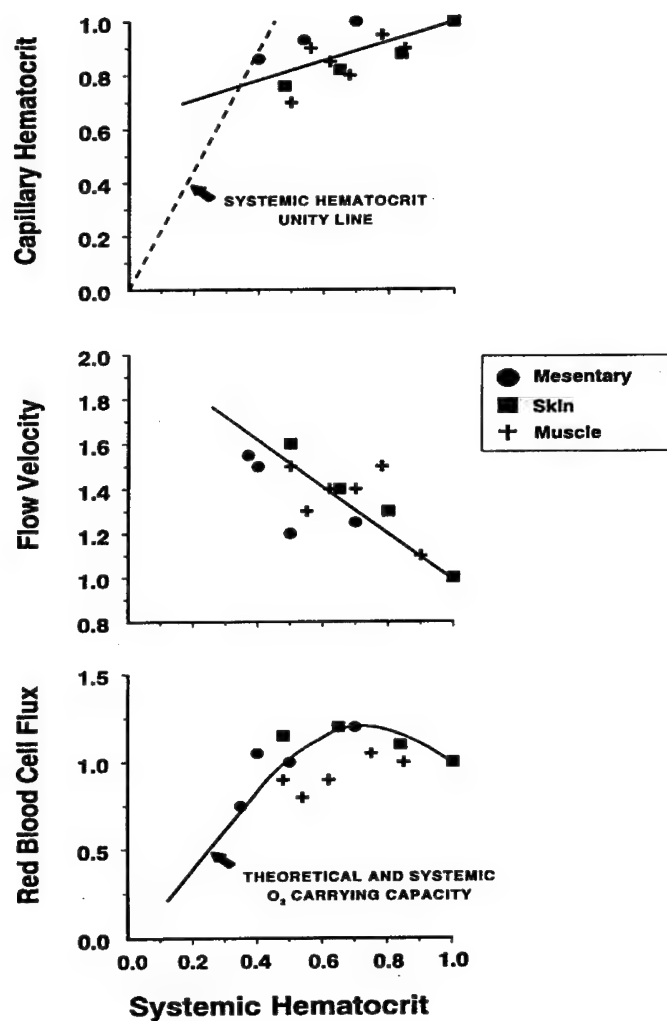 Capillary Hematocrit
1.0
0.8
0.6
0.4
0.2
0.0
SYSTEMIC HEMATOCRIT
UNITY LINE
Flow Velocity
2.0
1.8
1.6
1.4
1.2
1.0
0.8
Mesentary
Skin
Muscle
Red Blood Cell Flux
1.5
1.0
0.5
0.0
THEORETICAL AND SYSTEMIC
O₂ CARRYING CAPACITY
0.0 0.2 0.4 0.6 0.8 1.0
Systemic Hematocrit